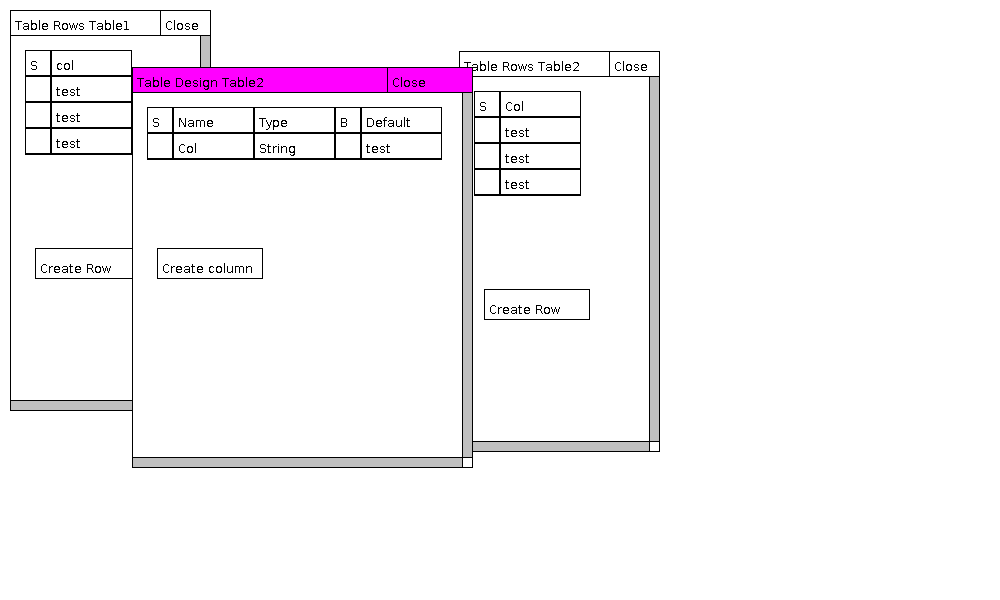 Table Rows Table1 Close
S col
test
test
test
Create Row
Table Design Table2 Close
S Name Type B Default
Col String test
Create column
Table Rows Table2 Close
S Col
test
test
test
Create Row